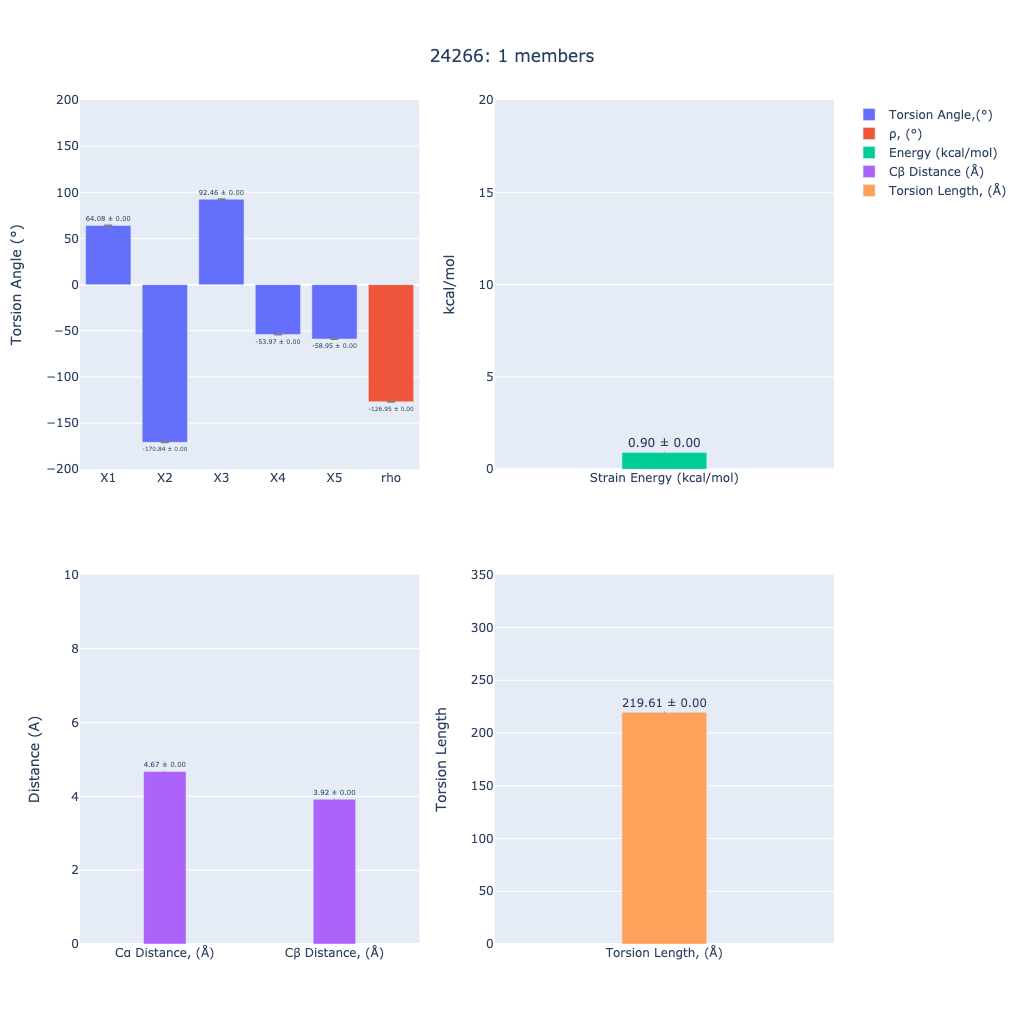 24266: 1 members
Torsion Angle (°)
200
150
100
50
0
−50
−100
−150
−200
64.08 ± 0.00
-170.84 ± 0.00
92.46 ± 0.00
-53.97 ± 0.00
-58.95 ± 0.00
-126.95 ± 0.00
X1 X2 X3 X4 X5 rho
kcal/mol
20
15
10
5
0
0.90 ± 0.00
Strain Energy (kcal/mol)
Torsion Angle,(°)
ρ, (°)
Energy (kcal/mol)
Cβ Distance (Å)
Torsion Length, (Å)
Distance (A)
10
8
6
4
2
0
4.67 ± 0.00
3.92 ± 0.00
Cα Distance, (Å) Cβ Distance, (Å)
Torsion Length
350
300
250
200
150
100
50
0
219.61 ± 0.00
Torsion Length, (Å)